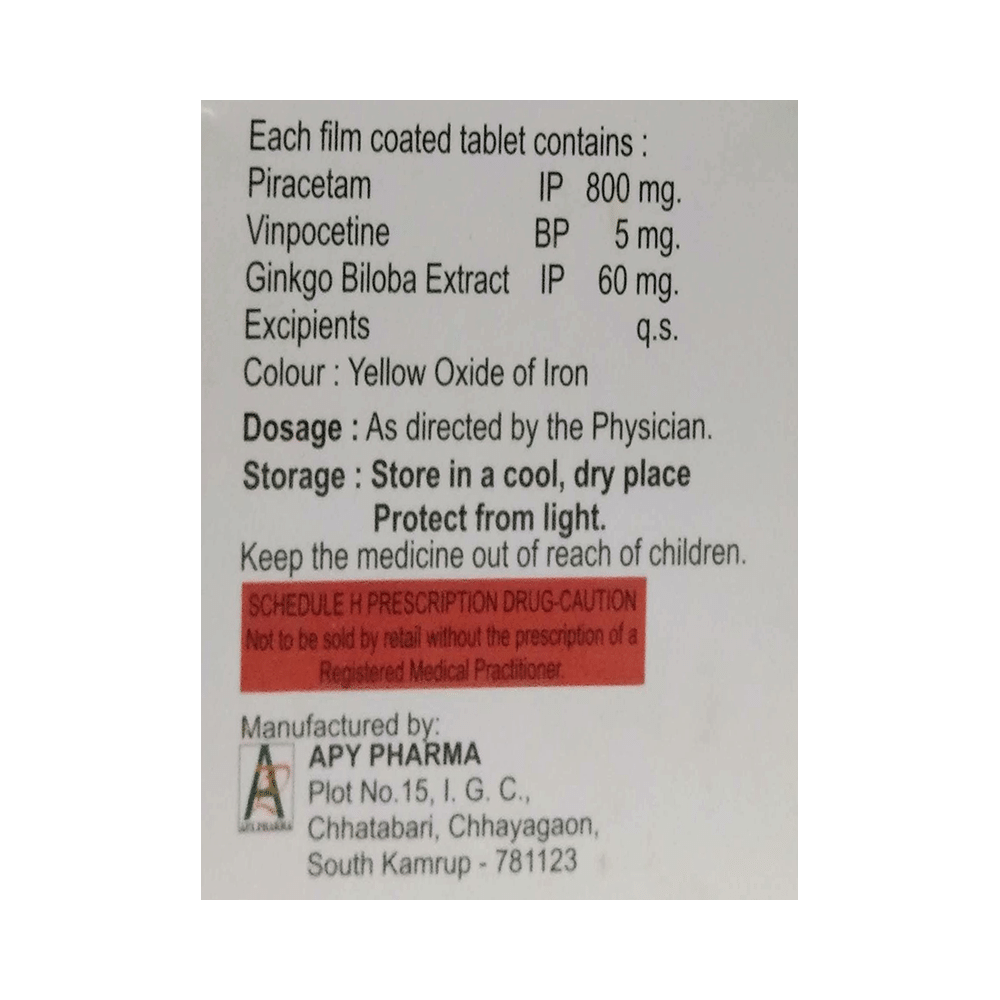 Each film coated tablet contains :
Piracetam IP 800 mg.
Vinpocetine BP 5 mg.
Ginkgo Biloba Extract IP 60 mg.
Excipients q.s.
Colour : Yellow Oxide of Iron
Dosage : As directed by the Physician.
Storage : Store in a cool, dry place
Protect from light.
Keep the medicine out of reach of children.
SCHEDULE H PRESCRIPTION DRUG-CAUTION
Not to be sold by retail without the prescription of a
Registered Medical Practitioner.
Manufactured by:
APY PHARMA
Plot No.15, I. G. C.,
Chhatabari, Chhayagaon,
South Kamrup - 781123
APY PHARMA